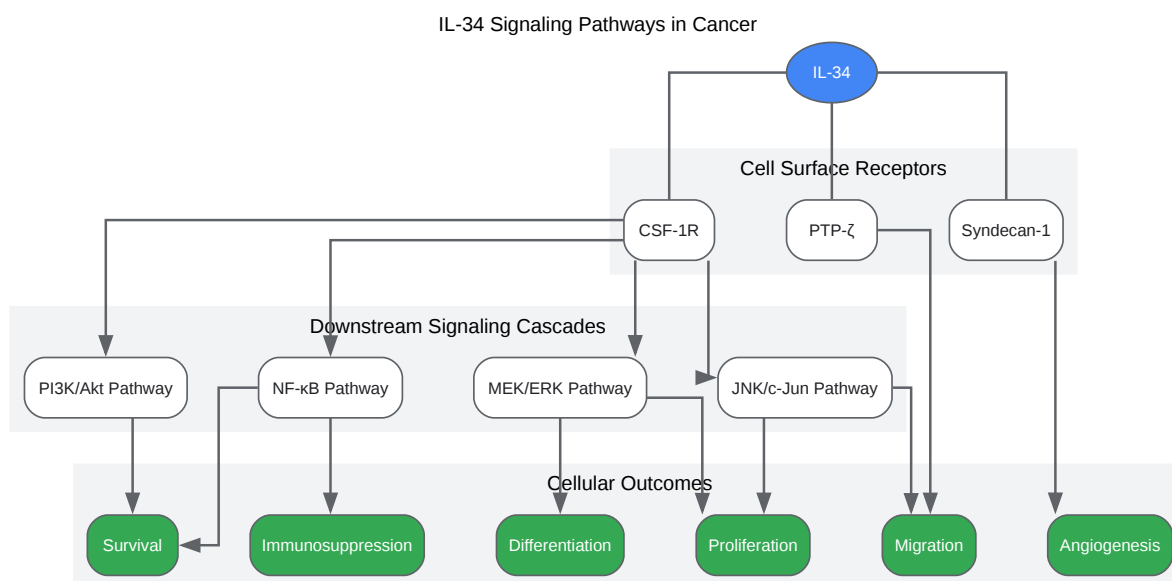 IL-34 Signaling Pathways in Cancer
IL-34
Cell Surface Receptors
CSF-1R
PTP-ζ
Syndecan-1
Downstream Signaling Cascades
PI3K/Akt Pathway
NF-κB Pathway
MEK/ERK Pathway
JNK/c-Jun Pathway
Cellular Outcomes
Survival
Immunosuppression
Differentiation
Proliferation
Migration
Angiogenesis